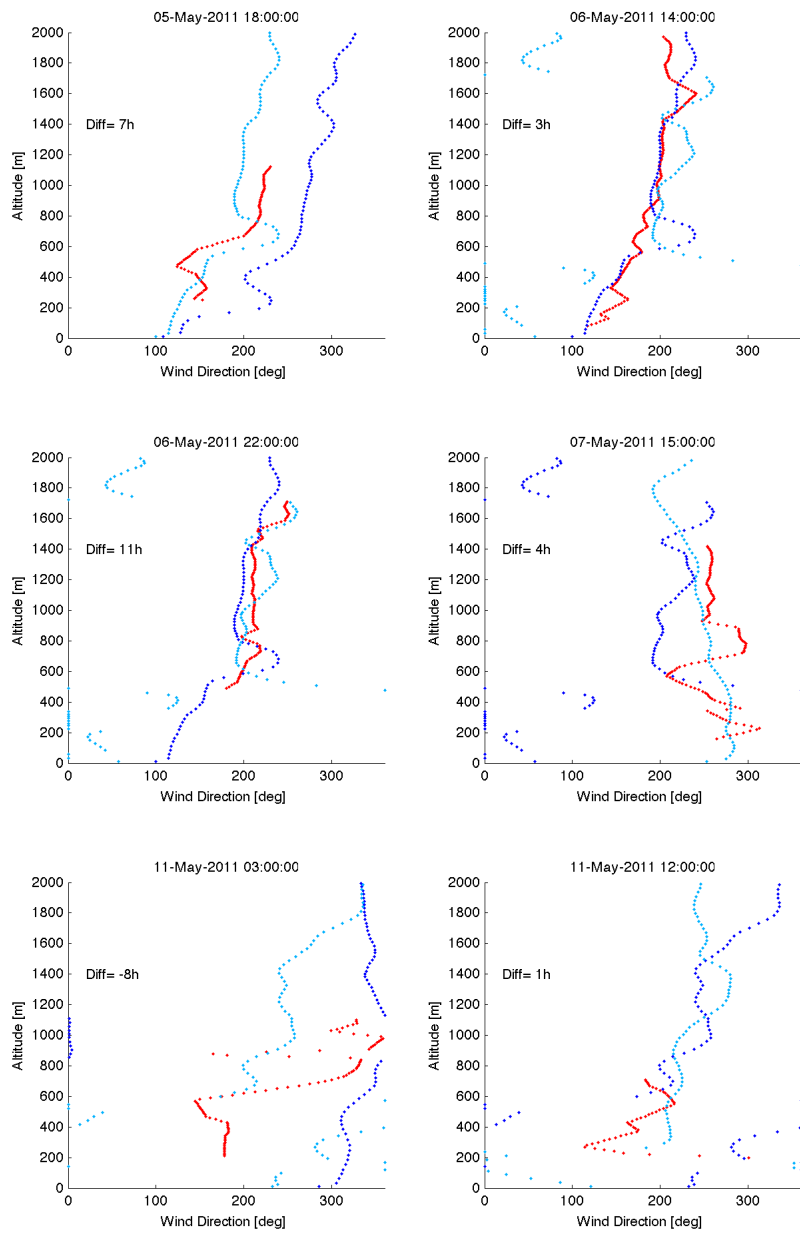 05-May-2011 18:00:00
2000
1800
1600
1400
1200
1000
800
600
400
200
0
Altitude [m]
Diff= 7h
0 100 200 300
Wind Direction [deg]
06-May-2011 14:00:00
2000
1800
1600
1400
1200
1000
800
600
400
200
0
Altitude [m]
Diff= 3h
0 100 200 300
Wind Direction [deg]
06-May-2011 22:00:00
2000
1800
1600
1400
1200
1000
800
600
400
200
0
Altitude [m]
Diff= 11h
0 100 200 300
Wind Direction [deg]
07-May-2011 15:00:00
2000
1800
1600
1400
1200
1000
800
600
400
200
0
Altitude [m]
Diff= 4h
0 100 200 300
Wind Direction [deg]
11-May-2011 03:00:00
2000
1800
1600
1400
1200
1000
800
600
400
200
0
Altitude [m]
Diff= -8h
0 100 200 300
Wind Direction [deg]
11-May-2011 12:00:00
2000
1800
1600
1400
1200
1000
800
600
400
200
0
Altitude [m]
Diff= 1h
0 100 200 300
Wind Direction [deg]